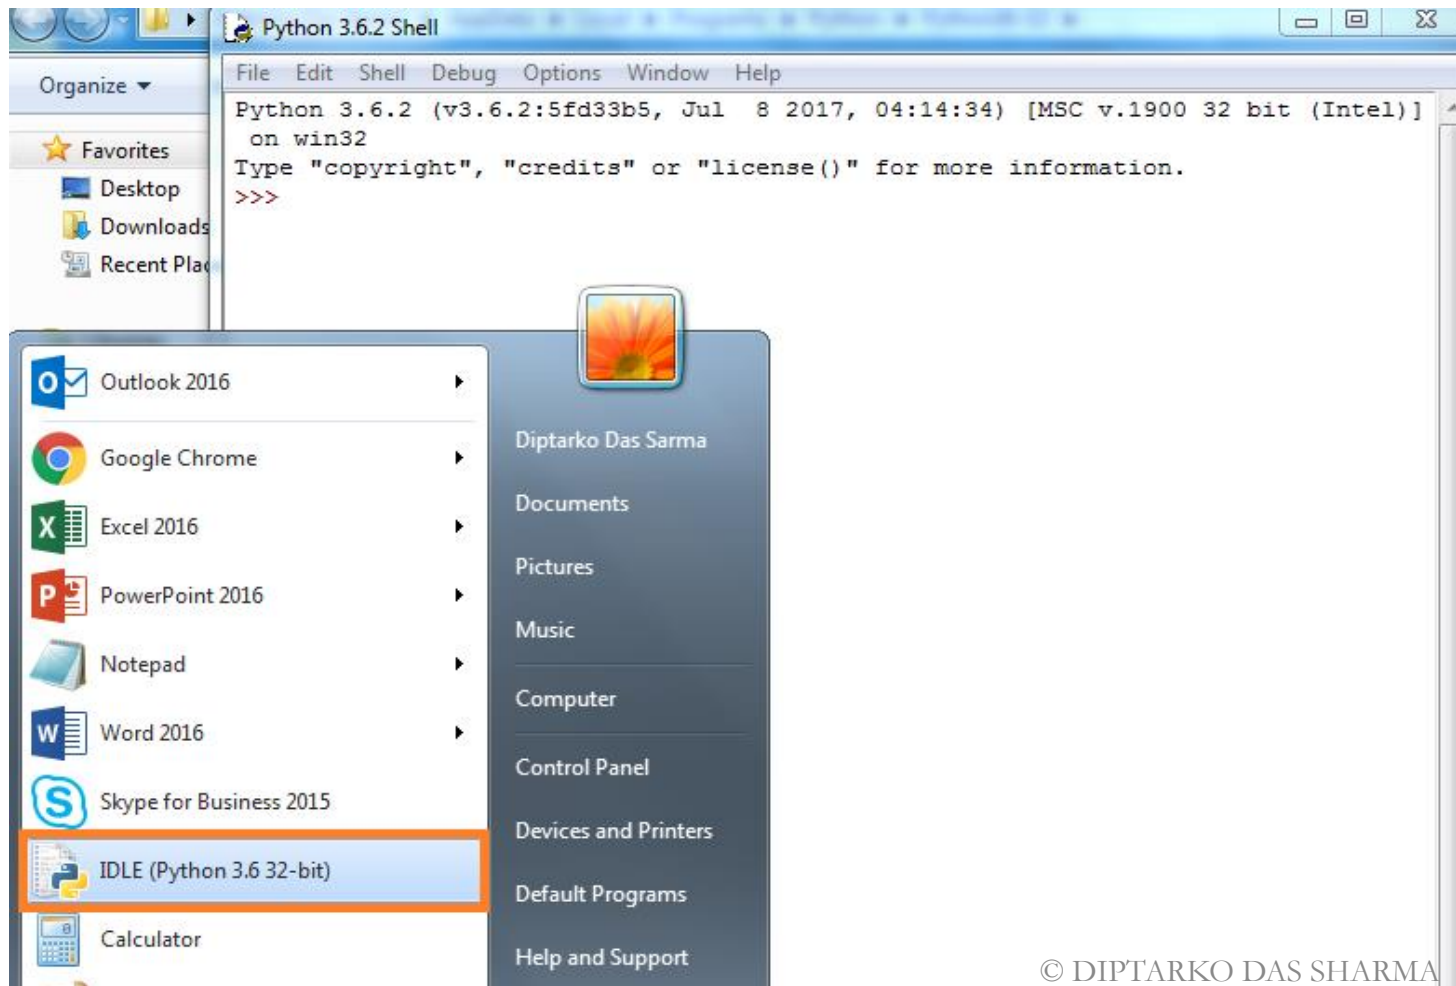 Python 3.6.2 Shell
File Edit Shell Debug Options Window Help
Python 3.6.2 (v3.6.2:5fd33b5, Jul 8 2017, 04:14:34) [MSC v.1900 32 bit (Intel)]
on win32
Type "copyright", "credits" or "license()" for more information.
>>>
Organize
Favorites
Desktop
Downloads
Recent Plac
Outlook 2016
Google Chrome
Excel 2016
PowerPoint 2016
Notepad
Word 2016
Skype for Business 2015
IDLE (Python 3.6 32-bit)
Calculator
Diptarko Das Sarma
Documents
Pictures
Music
Computer
Control Panel
Devices and Printers
Default Programs
Help and Support
© DIPTARKO DAS SHARMA